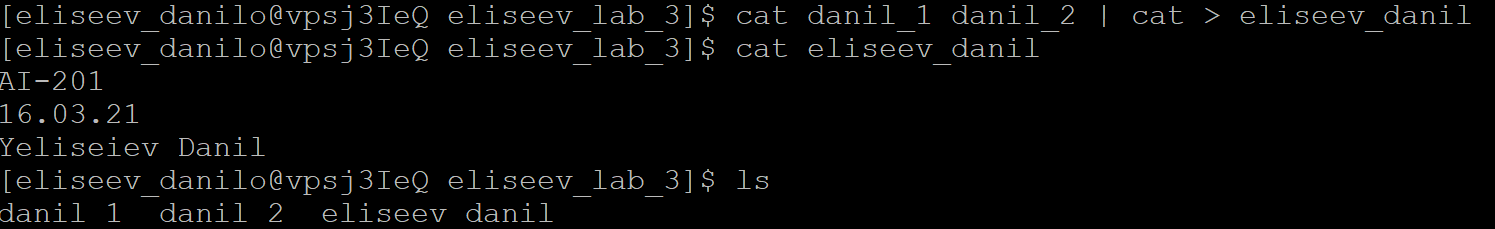 [eliseev_danilo@vpsj3IeQ eliseev_lab_3]$ cat danil_1 danil_2 | cat > eliseev_danil
[eliseev_danilo@vpsj3IeQ eliseev_lab_3]$ cat eliseev_danil
AI-201
16.03.21
Yeliseiev Danil
[eliseev_danilo@vpsj3IeQ eliseev_lab_3]$ ls
danil_1  danil_2  eliseev_danil